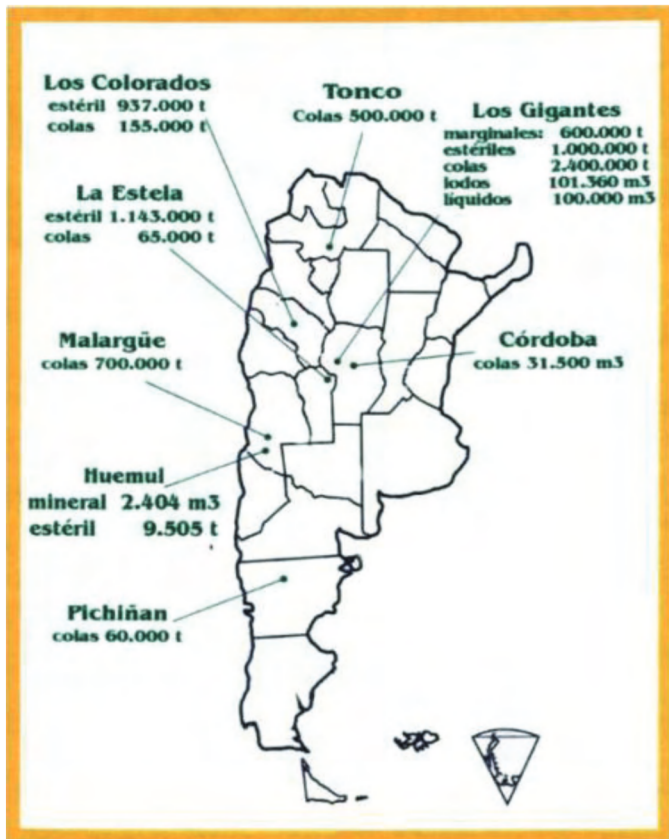 Los Colorados
estéril 937.000 t
colas 155.000 t
Tonco
Colas 500.000 t
Los Gigantes
marginales: 600.000 t
estériles 1.000.000 t
colas 2.400.000 t
lodos 101.360 m3
líquidos 100.000 m3
La Estela
estéril 1.143.000 t
colas 65.000 t
Malargüe
colas 700.000 t
Córdoba
colas 31.500 m3
Huemul
mineral 2.404 m3
estéril 9.505 t
Pichiñan
colas 60.000 t